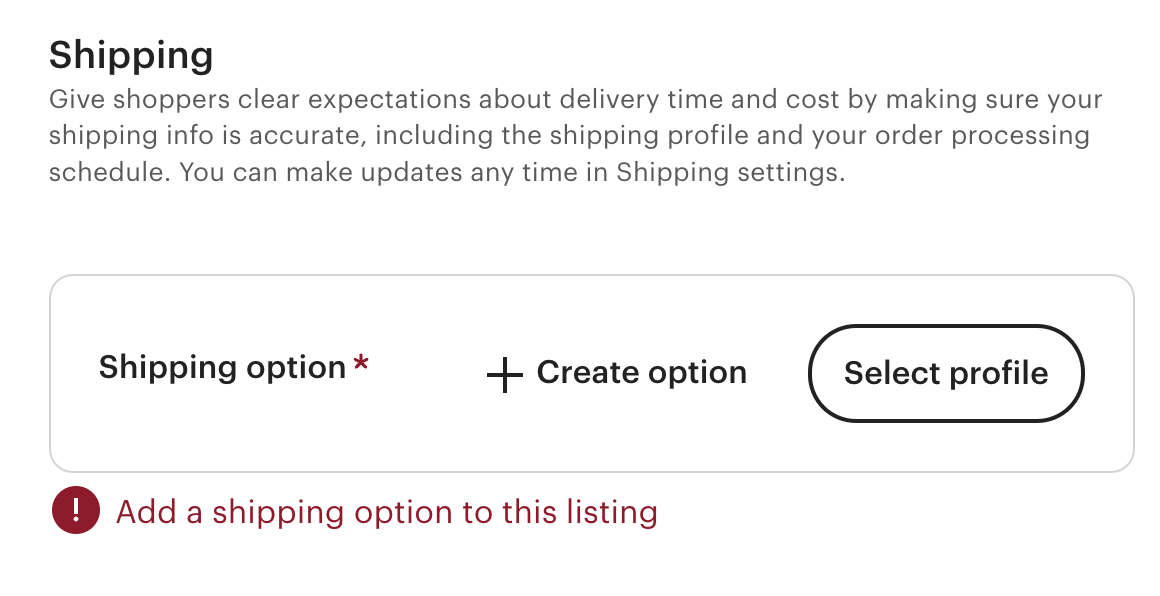 Shipping
Give shoppers clear expectations about delivery time and cost by making sure your
shipping info is accurate, including the shipping profile and your order processing
schedule. You can make updates any time in Shipping settings.
Shipping option *
+ Create option
Select profile
! Add a shipping option to this listing